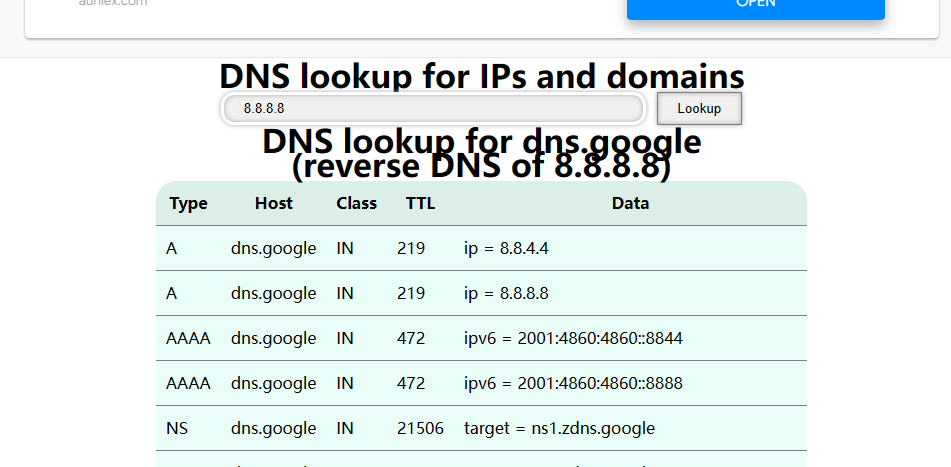 auniex.com
OPEN
DNS lookup for IPs and domains
8.8.8.8 Lookup
DNS lookup for dns.google
(reverse DNS of 8.8.8.8)
Type Host Class TTL Data
A dns.google IN 219 ip = 8.8.4.4
A dns.google IN 219 ip = 8.8.8.8
AAAA dns.google IN 472 ipv6 = 2001:4860:4860::8844
AAAA dns.google IN 472 ipv6 = 2001:4860:4860::8888
NS dns.google IN 21506 target = ns1.zdns.google